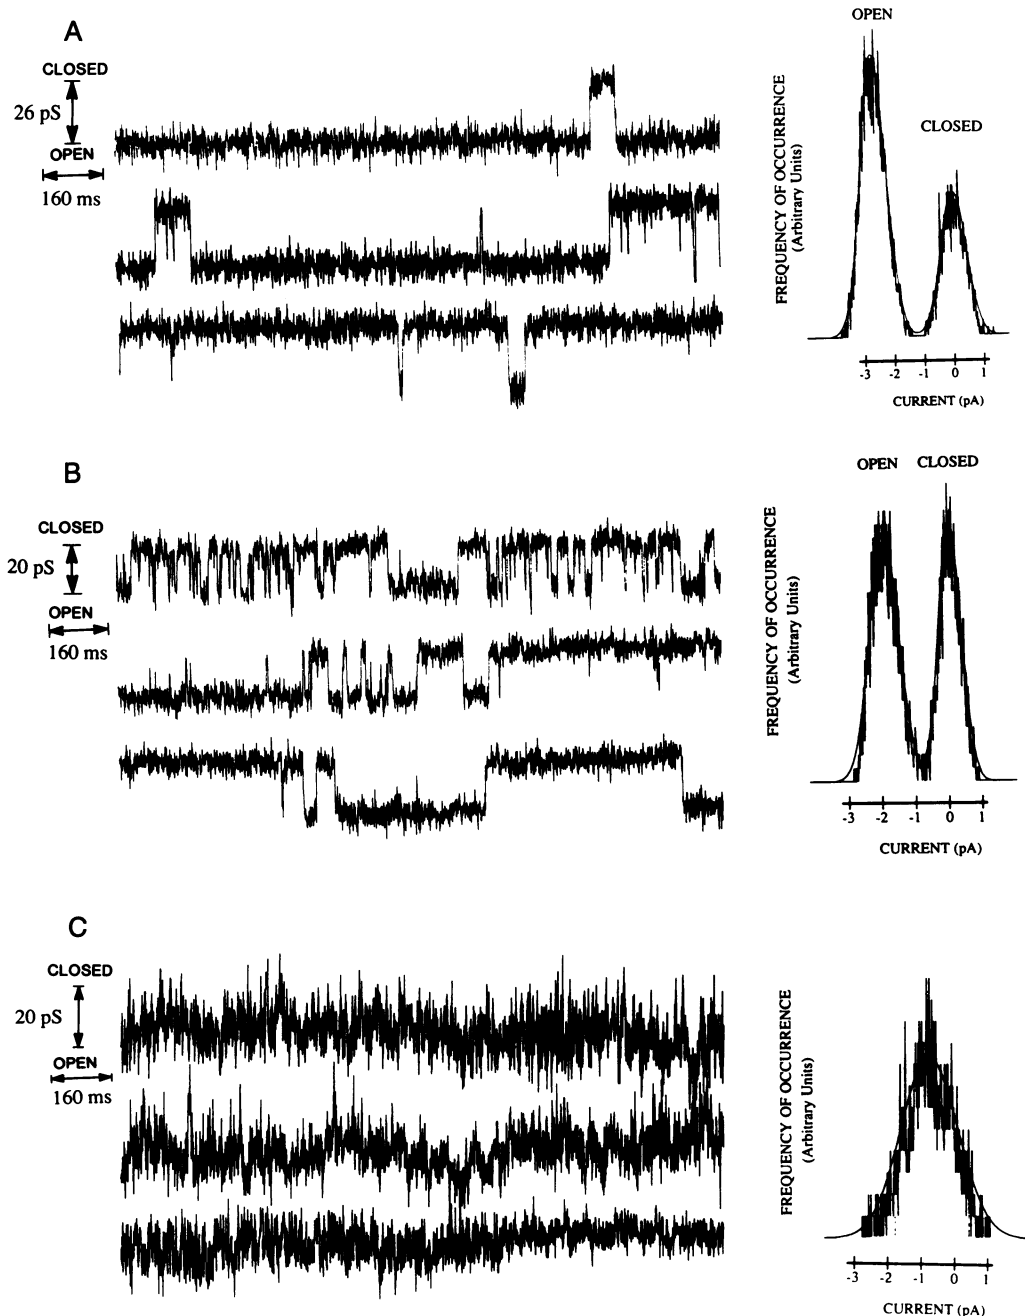 A
CLOSED
26 pS
OPEN
160 ms
OPEN
CLOSED
FREQUENCY OF OCCURRENCE
(Arbitrary Units)
-3 -2 -1 0 1
CURRENT (pA)
B
CLOSED
20 pS
OPEN
160 ms
OPEN CLOSED
FREQUENCY OF OCCURRENCE
(Arbitrary Units)
-3 -2 -1 0 1
CURRENT (pA)
C
CLOSED
20 pS
OPEN
160 ms
FREQUENCY OF OCCURRENCE
(Arbitrary Units)
-3 -2 -1 0 1
CURRENT (pA)